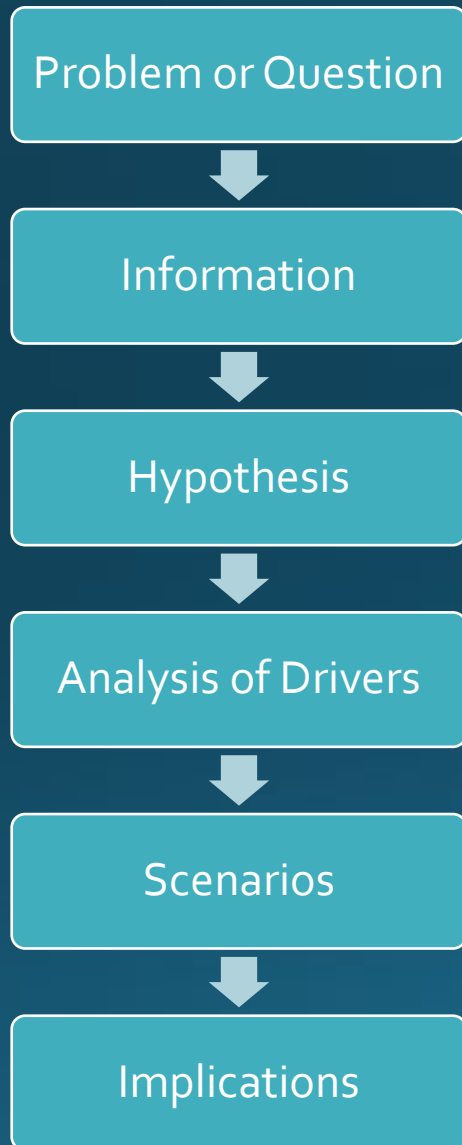 Problem or Question
Information
Hypothesis
Analysis of Drivers
Scenarios
Implications